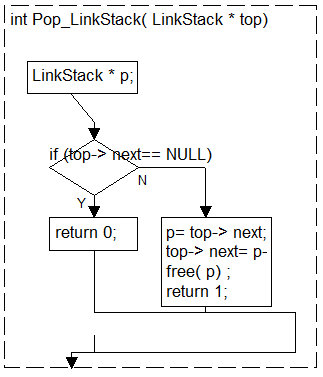 int Pop_LinkStack( LinkStack * top)
LinkStack * p;
if (top-> next== NULL)
N
Y
return 0;
p= top-> next;
top-> next= p-
free( p) ;
return 1;